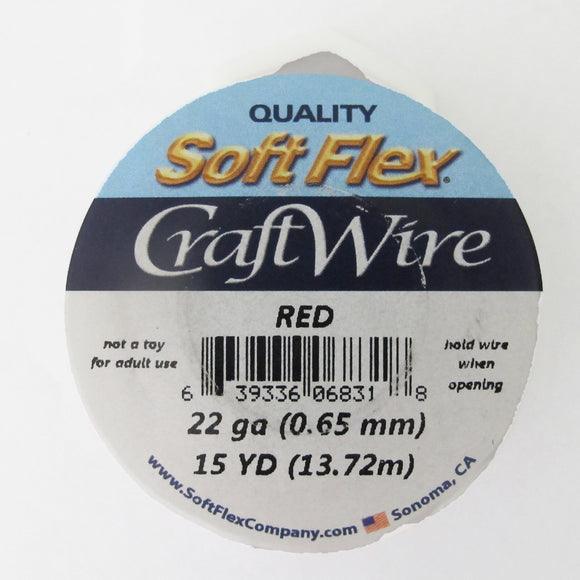 QUALITY
Soft Flex®
Craft Wire
RED
not a toy
for adult use
hold wire
when
opening
6 39336 06831 8
22 ga (0.65 mm)
15 YD (13.72m)
www.SoftFlexCompany.com Sonoma, CA